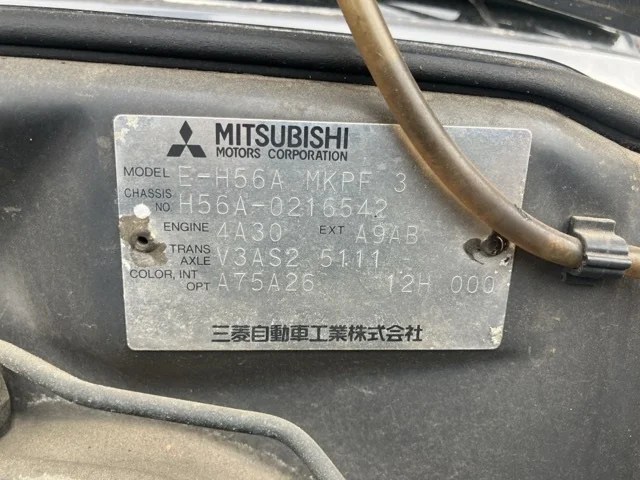 MITSUBISHI
MOTORS CORPORATION
MODEL E-H56A MKPF 3
CHASSIS NO H56A-0216542
ENGINE 4A30 EXT A9AB
TRANS AXLE V3AS2 5111
COLOR, INT OPT A75A26 12H 000
三菱自動車工業株式会社